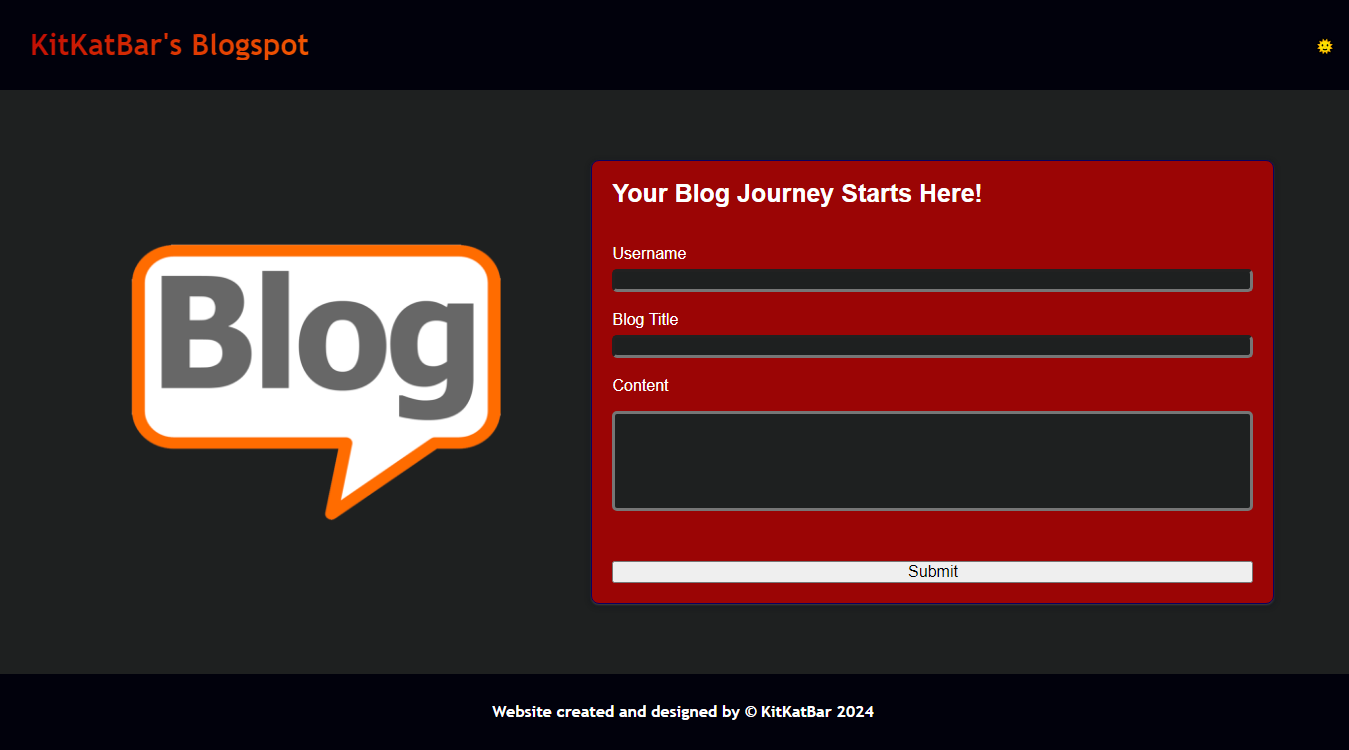 KitKatBar's Blogspot
Blog
Your Blog Journey Starts Here!
Username
Blog Title
Content
Submit
Website created and designed by © KitKatBar 2024